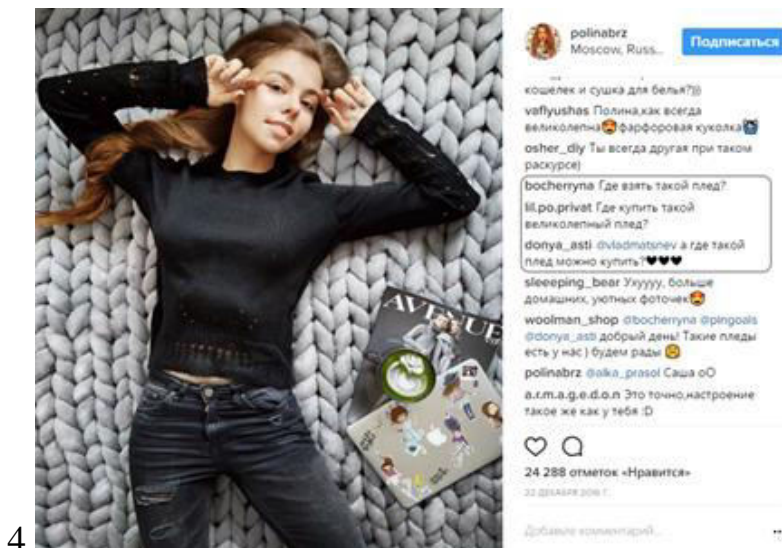 polinabrz
Moscow, Russ...
Подписаться
кошелек и сушка для белья?)))
vaflyushas Полина,как всегда
великолепна😍фарфоровая куколка
osher_diy Ты всегда другая при таком
раскурсе)
bocherryna Где взять такой плед?
lil.po.privat Где купить такой
великолепный плед?
donya_asti @vladmatsnev а где такой
плед можно купить?🖤🖤🖤
sleeeping_bear Ухуууу, больше
домашних, уютных фоточек😍
woolman_shop @bocherryna @pingoals
@donya_asti добрый день! Такие пледы
есть у нас ) будем рады 😊
polinabrz @alka_prasol Саша оО
a.r.m.a.g.e.d.o.n Это точно,настроение
такое же как у тебя :D
AVENUE
24 288 отметок «Нравится»
22 ДЕКАБРЯ 2016 Г.
Добавьте комментарий...
4